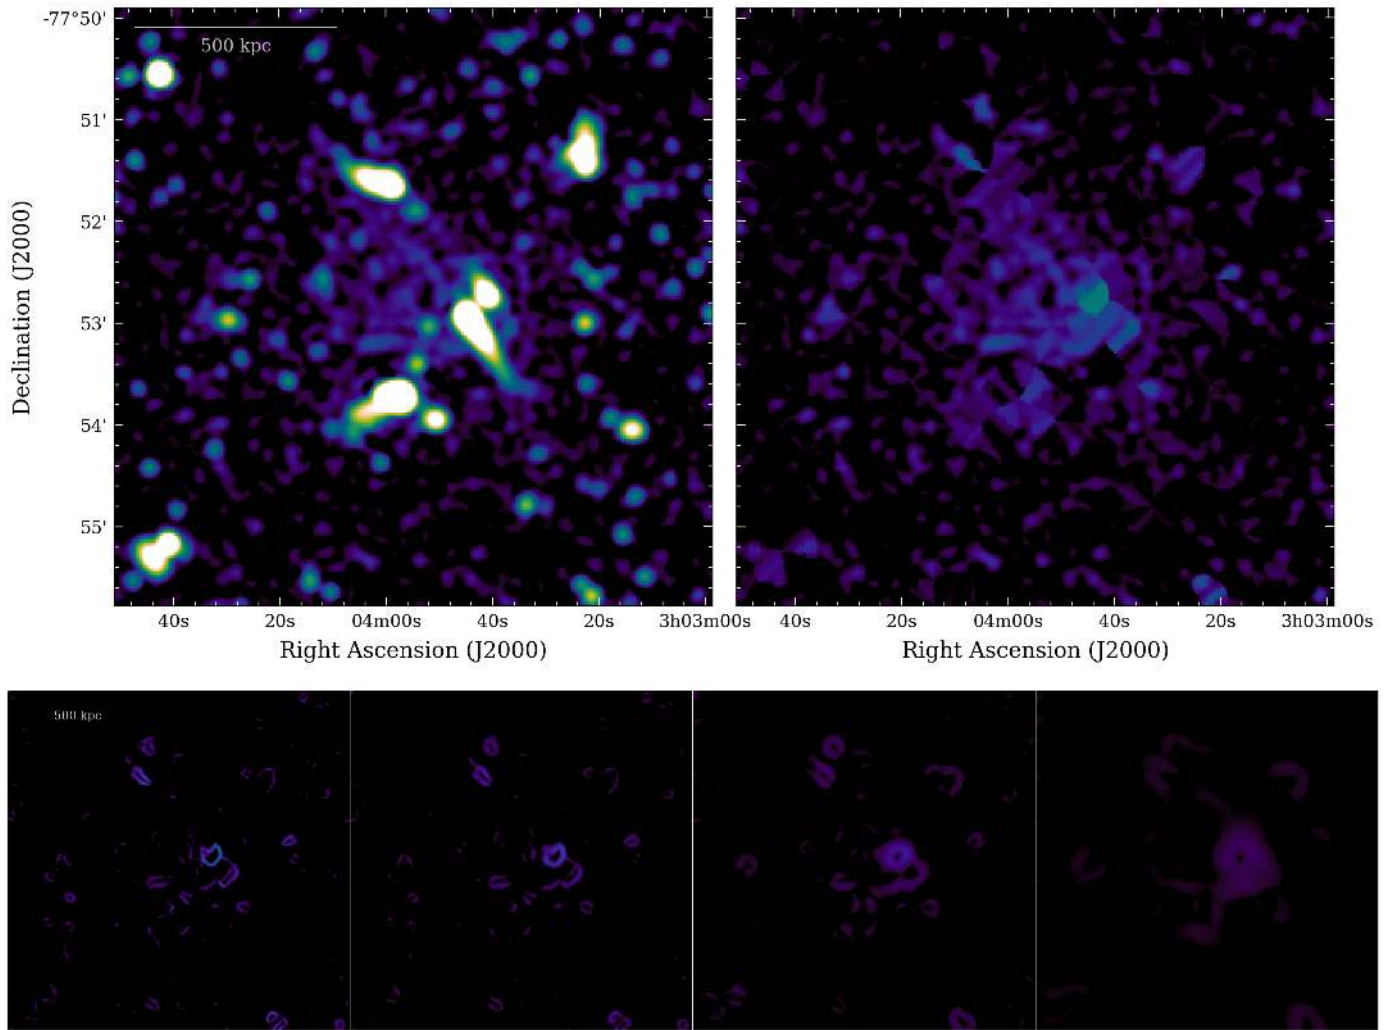 -77°50'
500 kpc
51'
52'
53'
54'
55'
Declination (J2000)
40s 20s 04m00s 40s 20s 3h03m00s 40s 20s 04m00s 40s 20s 3h03m00s
Right Ascension (J2000) Right Ascension (J2000)
500 kpc